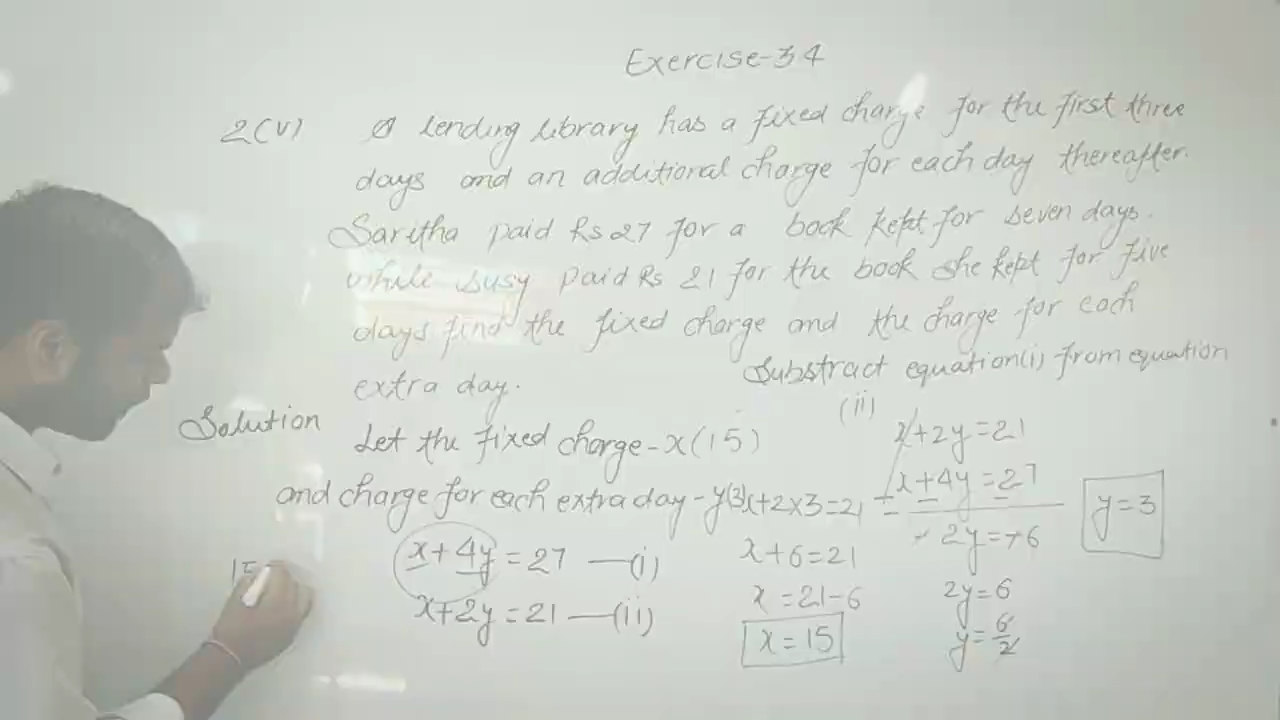 Exercise-3.4
2(V) A lending library has a fixed charge for the first three
days and an additional charge for each day thereafter.
Saritha paid Rs 27 for a book kept for seven days.
while susy paid Rs 21 for the book she kept for five
days find the fixed charge and the charge for each
extra day.
Solution
Let the fixed charge - x(15)
and charge for each extra day - y(3)
x+4y=27 —(i)
x+2y=21 —(ii)
15
Substract equation(i) from equation
(ii)
x+2y=21
x+4y=27
-2y=-6
2y=6
y=6/2
y=3
x+2×3=21
x+6=21
x=21-6
x=15